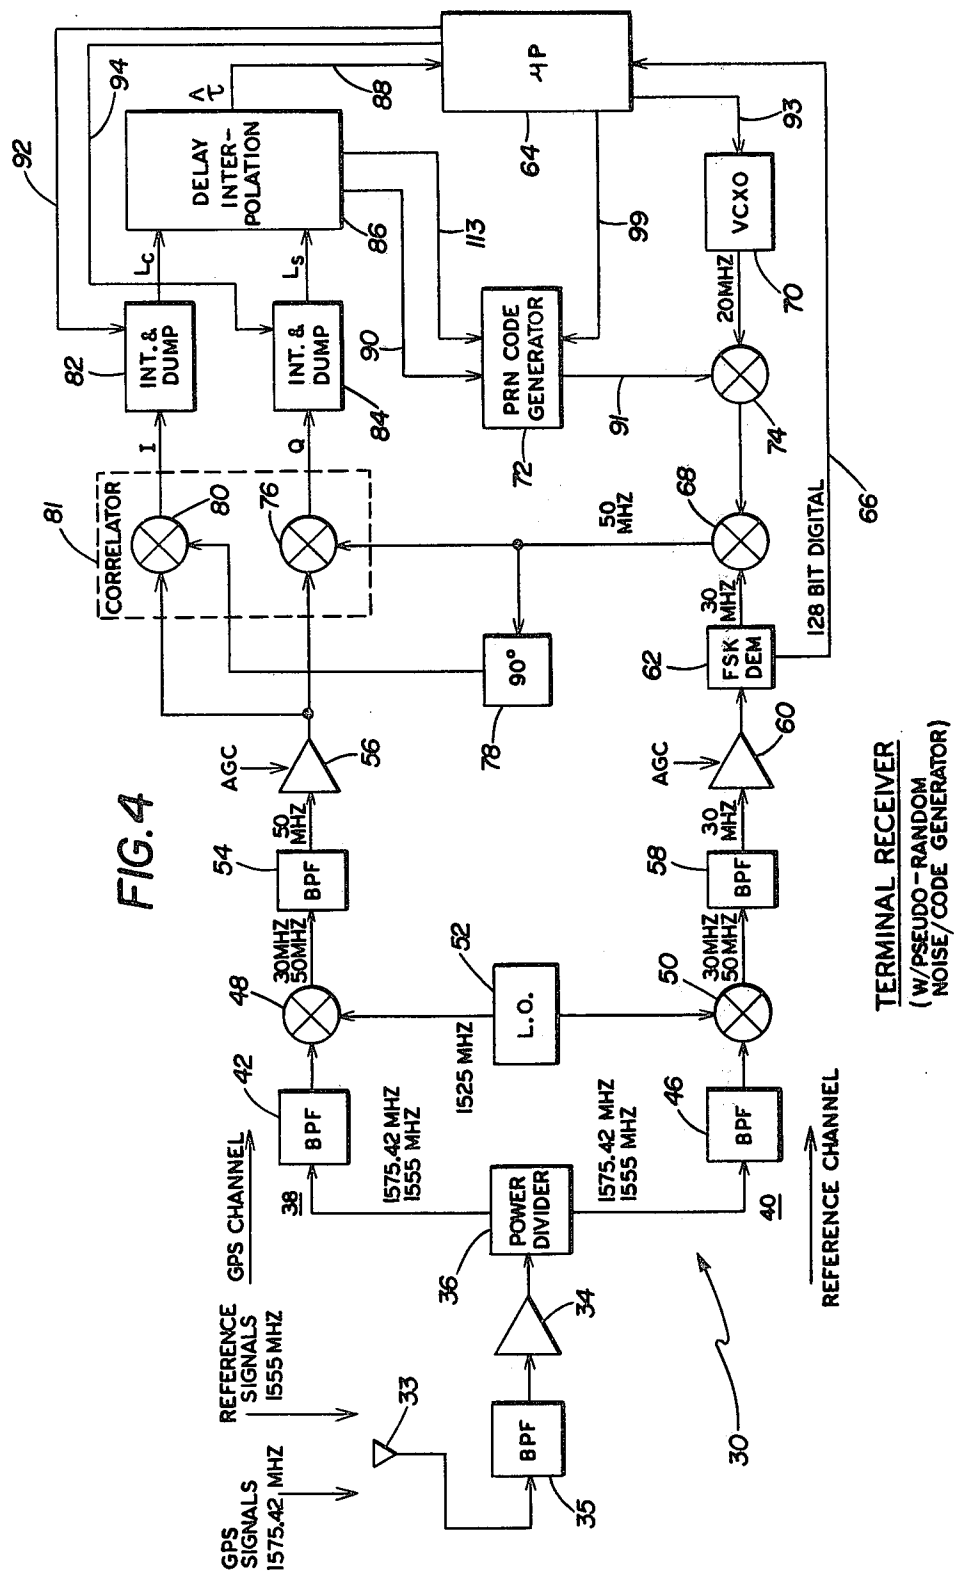 FIG. 4
GPS
SIGNALS
1575.42 MHZ
REFERENCE
SIGNALS
1555 MHZ
33
BPF
35
34
POWER
DIVIDER
36
30
GPS CHANNEL
38
1575.42 MHZ
1555 MHZ
BPF
42
48
1525 MHZ
L.O.
52
30MHZ
50MHZ
BPF
54
50
MHZ
AGC
56
1575.42 MHZ
1555 MHZ
40
REFERENCE CHANNEL
BPF
46
50
30MHZ
50MHZ
BPF
58
30
MHZ
AGC
60
FSK
DEM
62
30
MHZ
128 BIT DIGITAL
66
68
50
MHZ
90°
78
CORRELATOR
81
80
76
I
Q
INT. &
DUMP
82
INT. &
DUMP
84
LC
LS
92
94
DELAY
INTER-
POLATION
86
τ̂
88
90
113
PRN CODE
GENERATOR
72
91
99
μP
64
93
VCXO
70
20MHZ
74
TERMINAL RECEIVER
(W/PSEUDO-RANDOM
NOISE/CODE GENERATOR)